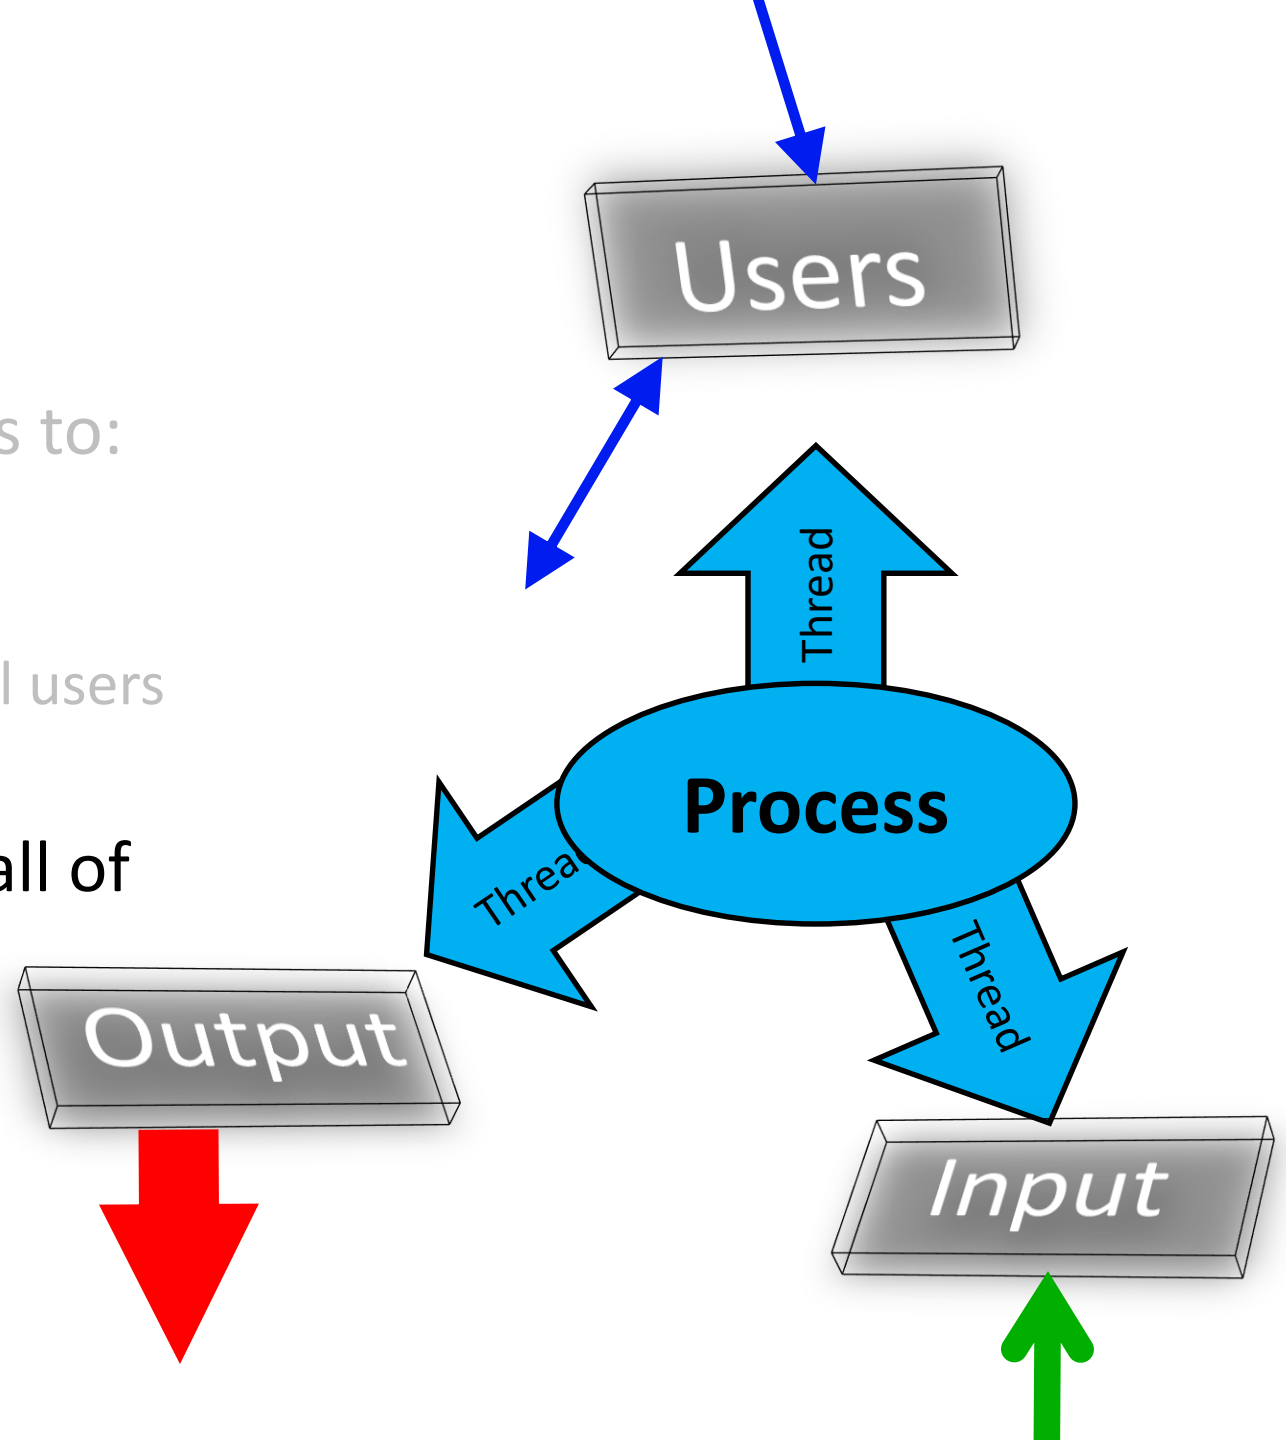 Users
s to:
Thread
l users
Process
all of
Threa
Thread
Output
Input